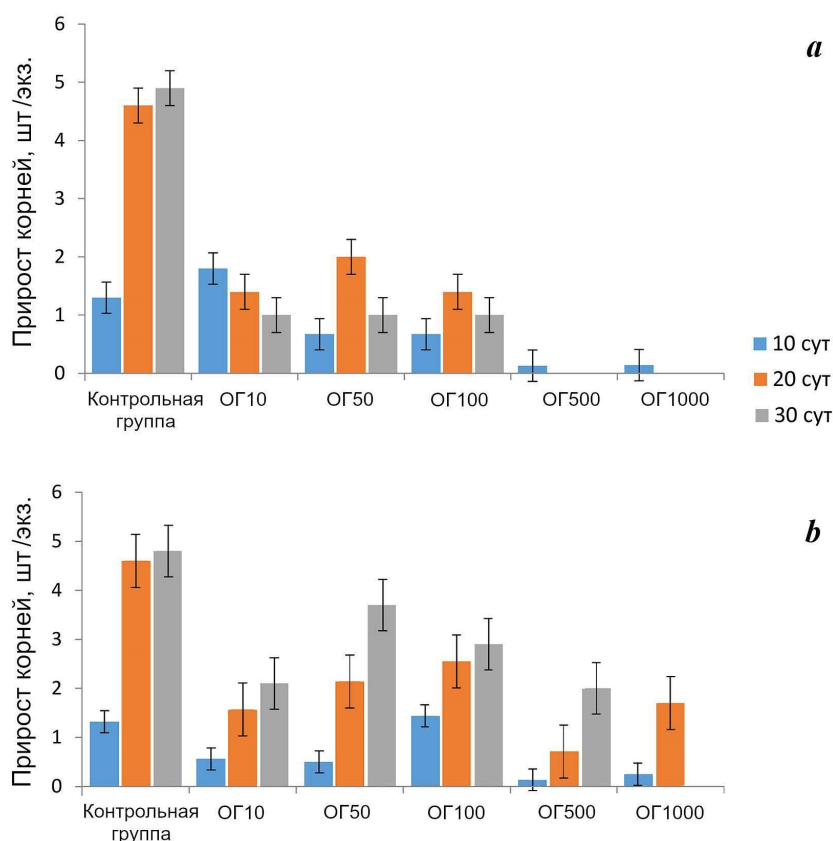 6
a
5
4
3
2
1
0
Прирост корней, шт/экз.
Контрольная
группа
ОГ10
ОГ50
ОГ100
ОГ500
ОГ1000
10 сут
20 сут
30 сут
6
b
5
4
3
2
1
0
Прирост корней, шт/экз.
Контрольная
группа
ОГ10
ОГ50
ОГ100
ОГ500
ОГ1000